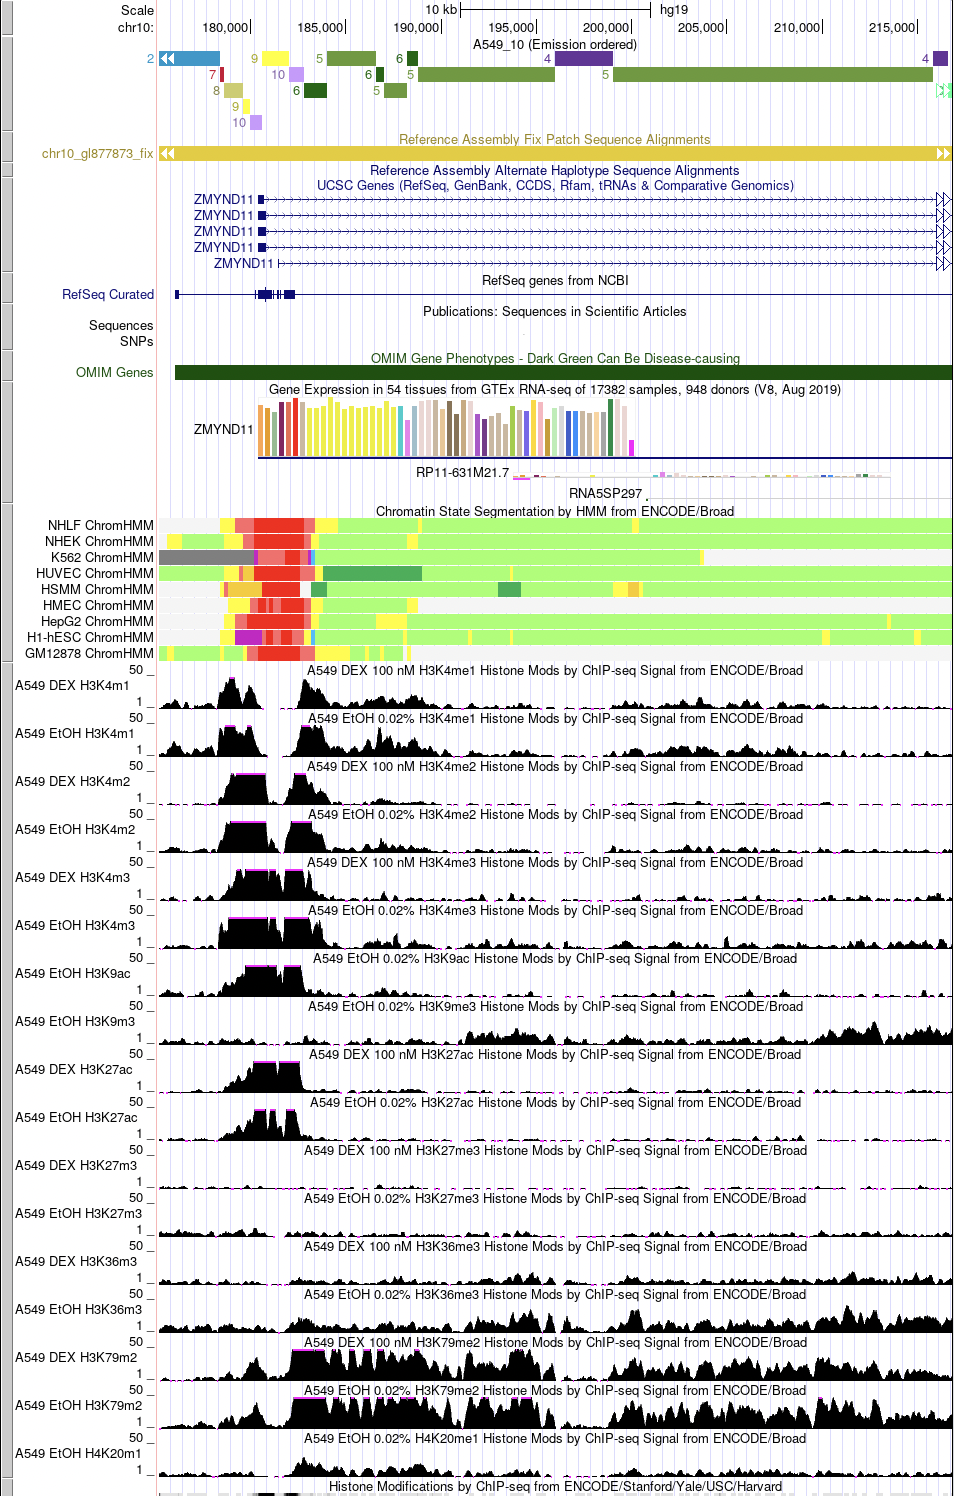 Scale 10 kb hg19
chr10: 180,000 185,000 190,000 195,000 200,000 205,000 210,000 215,000
A549_10 (Emission ordered)
2 9 5 6 4 4
7 10 6 5 5
8 6 5
9
10
Reference Assembly Fix Patch Sequence Alignments
chr10_gl877873_fix
Reference Assembly Alternate Haplotype Sequence Alignments
UCSC Genes (RefSeq, GenBank, CCDS, Rfam, tRNAs & Comparative Genomics)
ZMYND11
ZMYND11
ZMYND11
ZMYND11
ZMYND11
RefSeq genes from NCBI
RefSeq Curated
Publications: Sequences in Scientific Articles
Sequences
SNPs
OMIM Gene Phenotypes - Dark Green Can Be Disease-causing
OMIM Genes
Gene Expression in 54 tissues from GTEx RNA-seq of 17382 samples, 948 donors (V8, Aug 2019)
ZMYND11
RP11-631M21.7
RNA5SP297
Chromatin State Segmentation by HMM from ENCODE/Broad
NHLF ChromHMM
NHEK ChromHMM
K562 ChromHMM
HUVEC ChromHMM
HSMM ChromHMM
HMEC ChromHMM
HepG2 ChromHMM
H1-hESC ChromHMM
GM12878 ChromHMM
A549 DEX 100 nM H3K4me1 Histone Mods by ChIP-seq Signal from ENCODE/Broad
50 _
A549 DEX H3K4m1
1 _
A549 EtOH 0.02% H3K4me1 Histone Mods by ChIP-seq Signal from ENCODE/Broad
50 _
A549 EtOH H3K4m1
1 _
A549 DEX 100 nM H3K4me2 Histone Mods by ChIP-seq Signal from ENCODE/Broad
50 _
A549 DEX H3K4m2
1 _
A549 EtOH 0.02% H3K4me2 Histone Mods by ChIP-seq Signal from ENCODE/Broad
50 _
A549 EtOH H3K4m2
1 _
A549 DEX 100 nM H3K4me3 Histone Mods by ChIP-seq Signal from ENCODE/Broad
50 _
A549 DEX H3K4m3
1 _
A549 EtOH 0.02% H3K4me3 Histone Mods by ChIP-seq Signal from ENCODE/Broad
50 _
A549 EtOH H3K4m3
1 _
A549 EtOH 0.02% H3K9ac Histone Mods by ChIP-seq Signal from ENCODE/Broad
50 _
A549 EtOH H3K9ac
1 _
A549 EtOH 0.02% H3K9me3 Histone Mods by ChIP-seq Signal from ENCODE/Broad
50 _
A549 EtOH H3K9m3
1 _
A549 DEX 100 nM H3K27ac Histone Mods by ChIP-seq Signal from ENCODE/Broad
50 _
A549 DEX H3K27ac
1 _
A549 EtOH 0.02% H3K27ac Histone Mods by ChIP-seq Signal from ENCODE/Broad
50 _
A549 EtOH H3K27ac
1 _
A549 DEX 100 nM H3K27me3 Histone Mods by ChIP-seq Signal from ENCODE/Broad
50 _
A549 DEX H3K27m3
1 _
A549 EtOH 0.02% H3K27me3 Histone Mods by ChIP-seq Signal from ENCODE/Broad
50 _
A549 EtOH H3K27m3
1 _
A549 DEX 100 nM H3K36me3 Histone Mods by ChIP-seq Signal from ENCODE/Broad
50 _
A549 DEX H3K36m3
1 _
A549 EtOH 0.02% H3K36me3 Histone Mods by ChIP-seq Signal from ENCODE/Broad
50 _
A549 EtOH H3K36m3
1 _
A549 DEX 100 nM H3K79me2 Histone Mods by ChIP-seq Signal from ENCODE/Broad
50 _
A549 DEX H3K79m2
1 _
A549 EtOH 0.02% H3K79me2 Histone Mods by ChIP-seq Signal from ENCODE/Broad
50 _
A549 EtOH H3K79m2
1 _
A549 EtOH 0.02% H4K20me1 Histone Mods by ChIP-seq Signal from ENCODE/Broad
50 _
A549 EtOH H4K20m1
1 _
Histone Modifications by ChIP-seq from ENCODE/Stanford/Yale/USC/Harvard